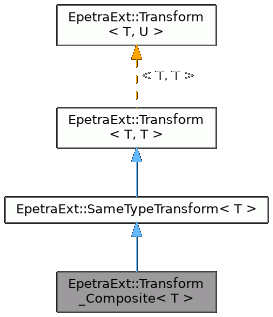 EpetraExt::Transform
< T, U >
< T, T >
EpetraExt::Transform
< T, T >
EpetraExt::SameTypeTransform< T >
EpetraExt::Transform
_Composite< T >